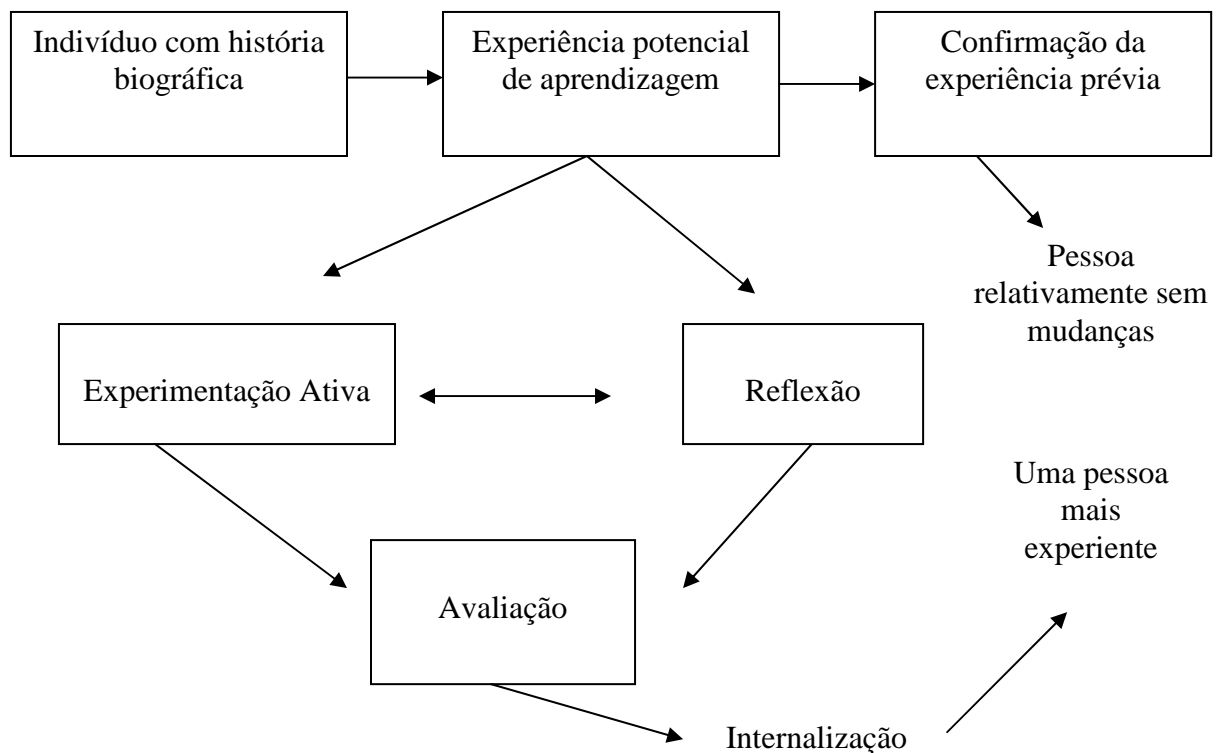 Indivíduo com história
biográfica
Experiência potencial
de aprendizagem
Confirmação da
experiência prévia
Pessoa
relativamente sem
mudanças
Experimentação Ativa
Reflexão
Uma pessoa
mais
experiente
Avaliação
Internalização